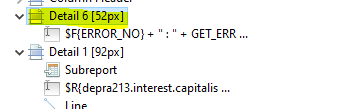 Column Header
Detail 6 [52px]
$F{ERROR_NO} + " : " + GET_ERR ...
Detail 1 [92px]
Subreport
$R{depra213.interest.capitalis ...
Line